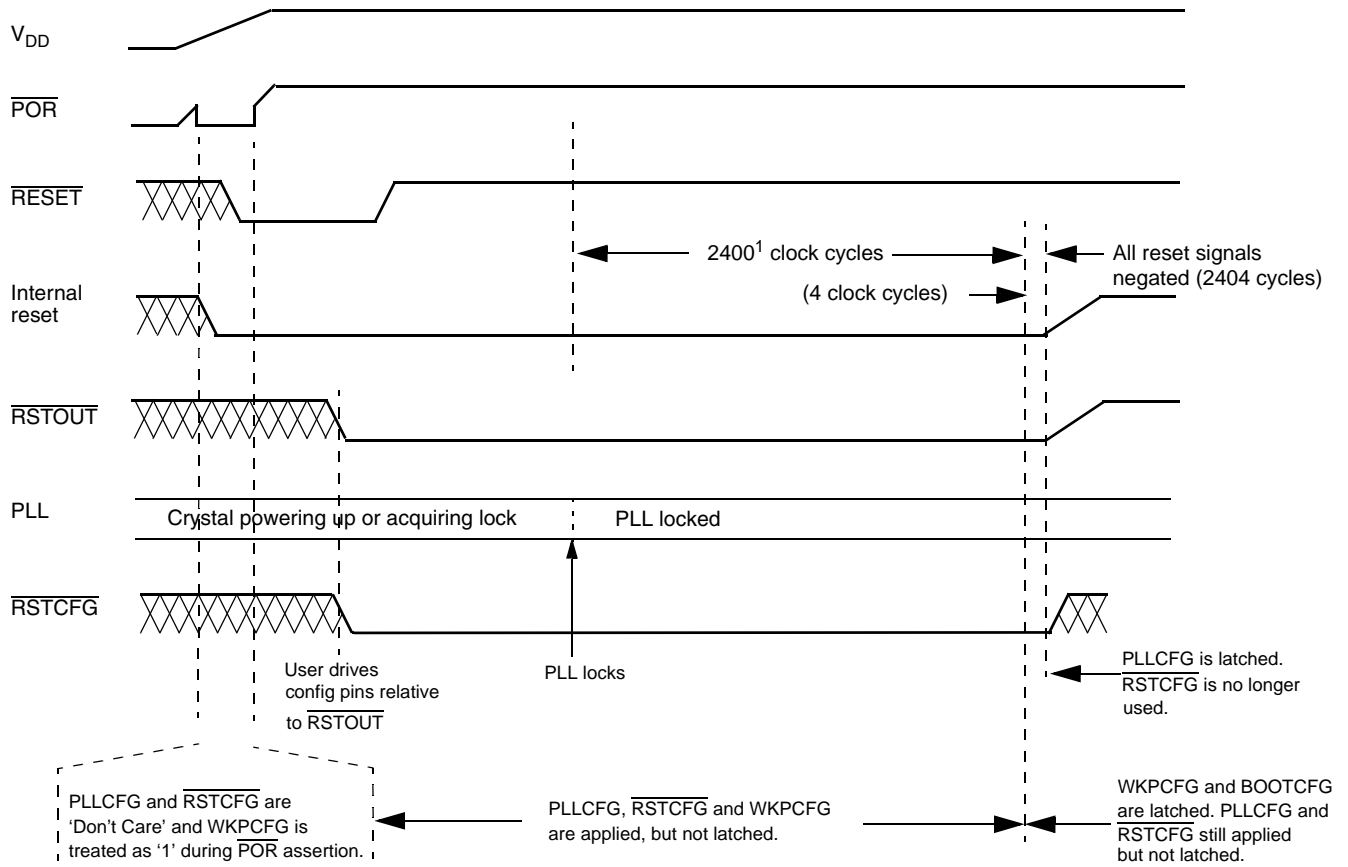 VDD
POR
RESET
24001 clock cycles
All reset signals
negated (2404 cycles)
(4 clock cycles)
Internal
reset
RSTOUT
PLL
Crystal powering up or acquiring lock
PLL locked
RSTCFG
User drives
config pins relative
to RSTOUT
PLL locks
PLLCFG is latched.
RSTCFG is no longer
used.
PLLCFG and RSTCFG are
'Don't Care' and WKPCFG is
treated as '1' during POR assertion.
PLLCFG, RSTCFG and WKPCFG
are applied, but not latched.
WKPCFG and BOOTCFG
are latched. PLLCFG and
RSTCFG still applied
but not latched.